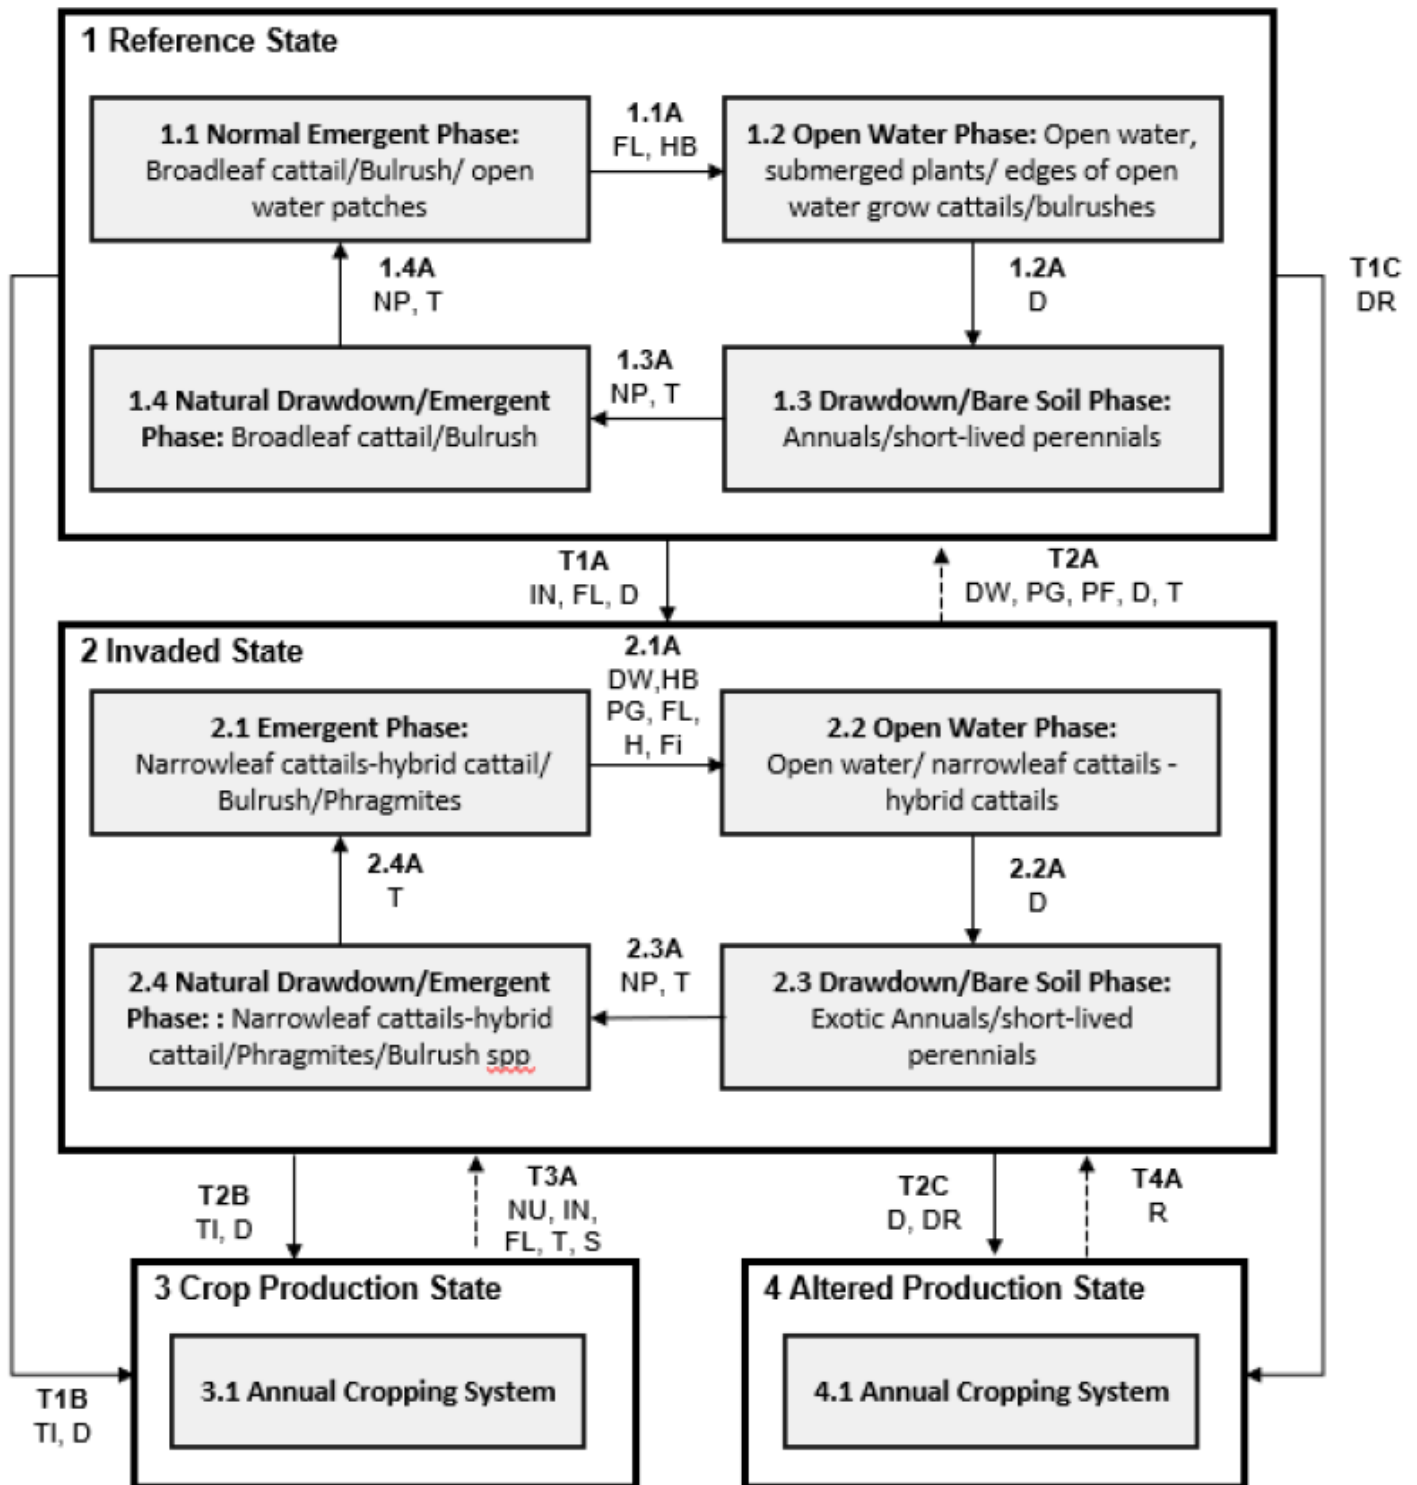 1 Reference State
1.1 Normal Emergent Phase:
Broadleaf cattail/Bulrush/ open
water patches
1.1A
FL, HB
1.2 Open Water Phase: Open water,
submerged plants/ edges of open
water grow cattails/bulrushes
1.4A
NP, T
1.2A
D
T1C
DR
1.4 Natural Drawdown/Emergent
Phase: Broadleaf cattail/Bulrush
1.3A
NP, T
1.3 Drawdown/Bare Soil Phase:
Annuals/short-lived perennials
T1A
IN, FL, D
T2A
DW, PG, PF, D, T
2 Invaded State
2.1 Emergent Phase:
Narrowleaf cattails-hybrid cattail/
Bulrush/Phragmites
2.1A
DW,HB
PG, FL,
H, Fi
2.2 Open Water Phase:
Open water/ narrowleaf cattails -
hybrid cattails
2.4A
T
2.2A
D
2.4 Natural Drawdown/Emergent
Phase: : Narrowleaf cattails-hybrid
cattail/Phragmites/Bulrush spp
2.3A
NP, T
2.3 Drawdown/Bare Soil Phase:
Exotic Annuals/short-lived
perennials
T2B
TI, D
T3A
NU, IN,
FL, T, S
T2C
D, DR
T4A
R
3 Crop Production State
3.1 Annual Cropping System
4 Altered Production State
4.1 Annual Cropping System
T1B
TI, D